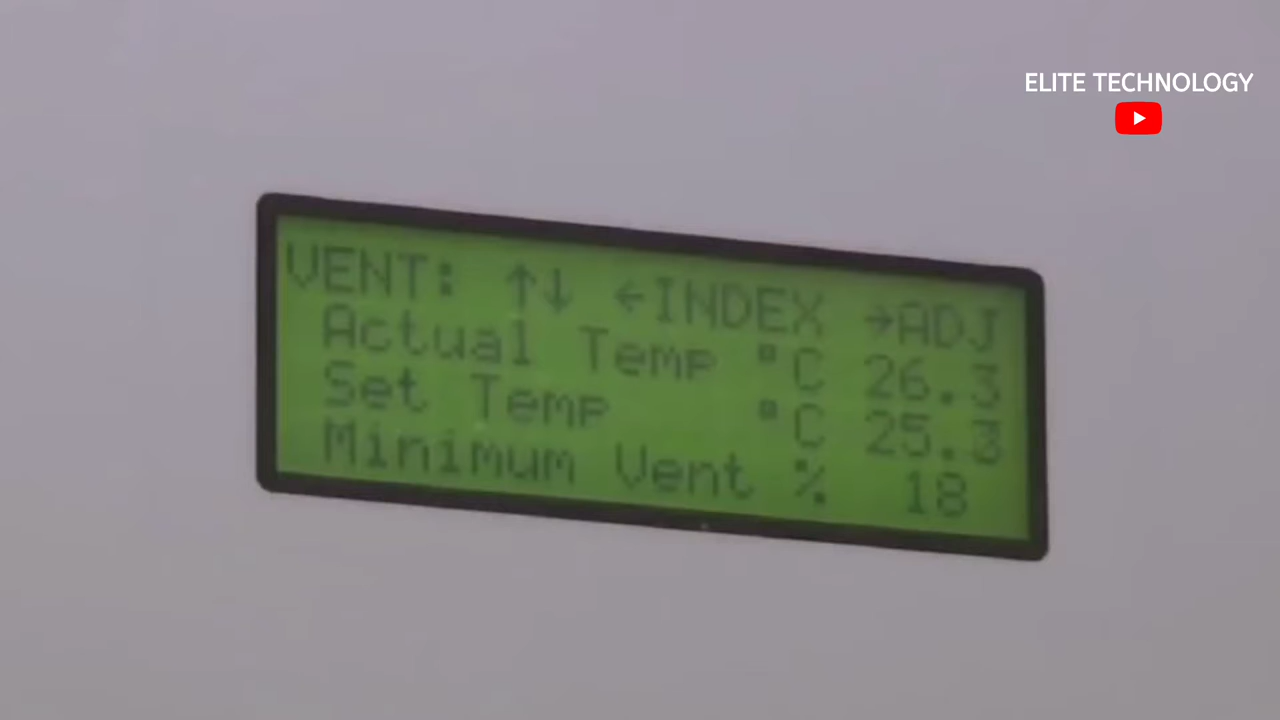 ELITE TECHNOLOGY
VENT: ↑↓ ←INDEX →ADJ
Actual Temp °C 26.3
Set Temp °C 25.3
Minimum Vent % 18